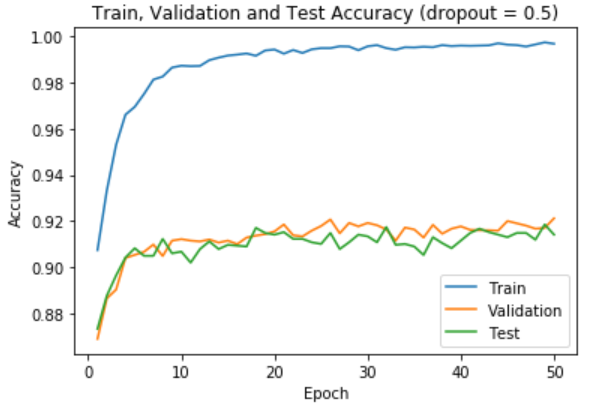 Train, Validation and Test Accuracy (dropout = 0.5)
1.00
0.98
0.96
0.94
0.92
0.90
0.88
Accuracy
Train
Validation
Test
0 10 20 30 40 50
Epoch